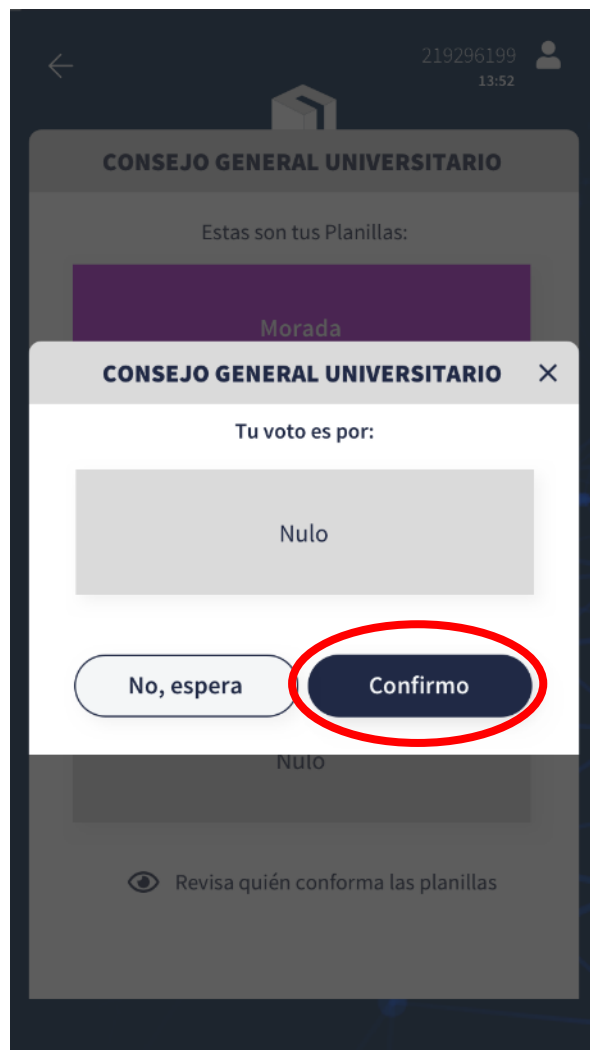 219296199
13:52
CONSEJO GENERAL UNIVERSITARIO
Estas son tus Planillas:
Morada
CONSEJO GENERAL UNIVERSITARIO
Tu voto es por:
Nulo
No, espera
Confirmo
Nulo
Revisa quién conforma las planillas